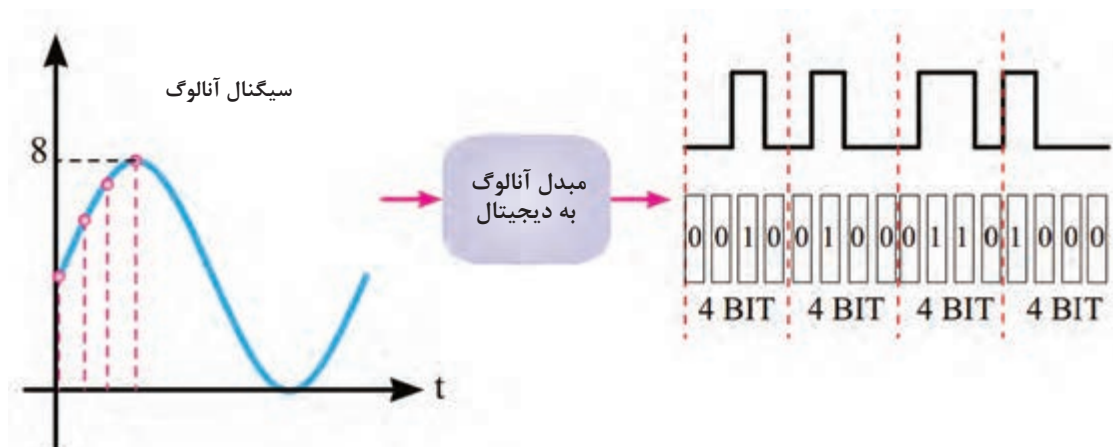 سیگنال آنالوگ
8
t
مبدل آنالوگ
به دیجیتال
0 0 1 0 0 1 0 0 0 1 1 0 1 0 0 0
4 BIT 4 BIT 4 BIT 4 BIT